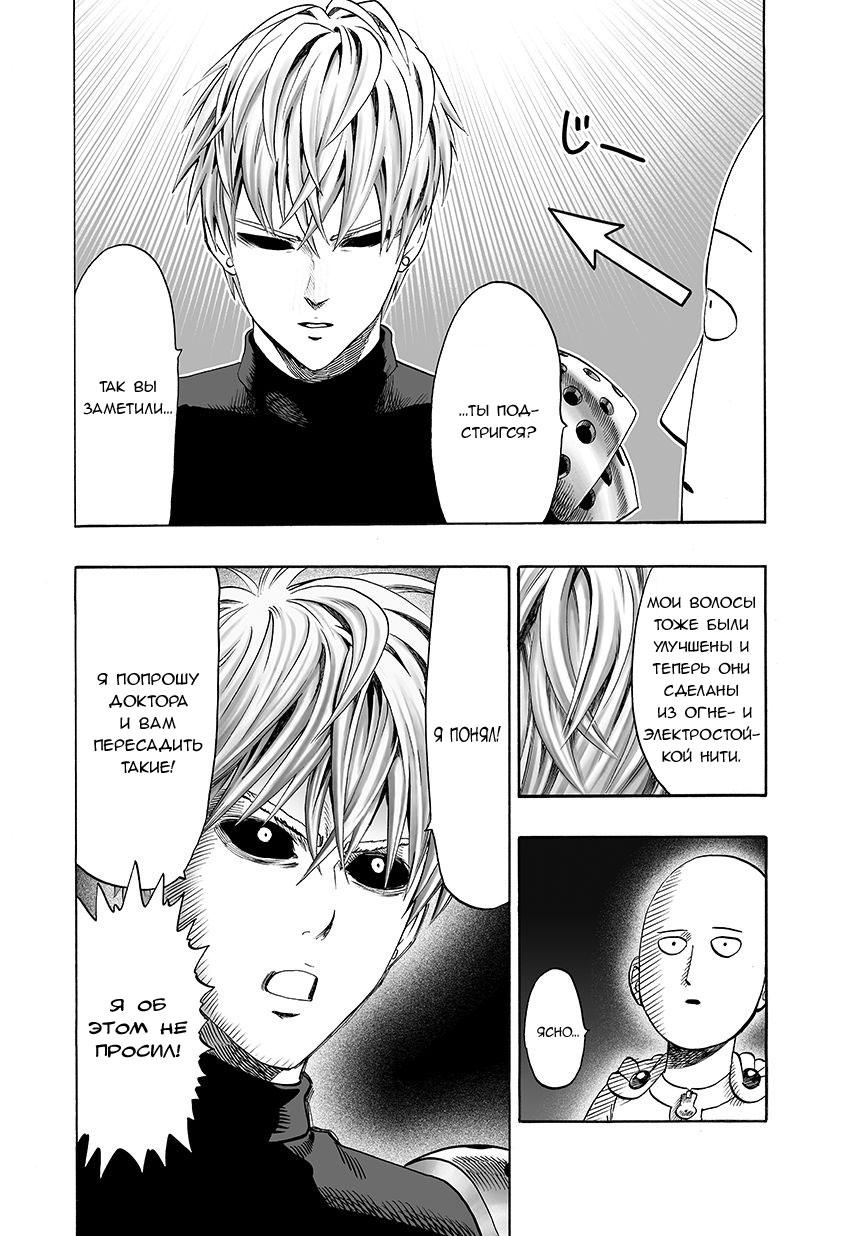 じー
...ТЫ ПОД-
СТРИГСЯ?
ТАК ВЫ
ЗАМЕТИЛИ...
МОИ ВОЛОСЫ
ТОЖЕ БЫЛИ
УЛУЧШЕНЫ И
ТЕПЕРЬ ОНИ
СДЕЛАНЫ
ИЗ ОГНЕ- И
ЭЛЕКТРОСТОЙ-
КОЙ НИТИ.
ЯСНО...
Я ПОНЯЛ!
Я ПОПРОШУ
ДОКТОРА
И ВАМ
ПЕРЕСАДИТЬ
ТАКИЕ!
Я ОБ
ЭТОМ НЕ
ПРОСИЛ!